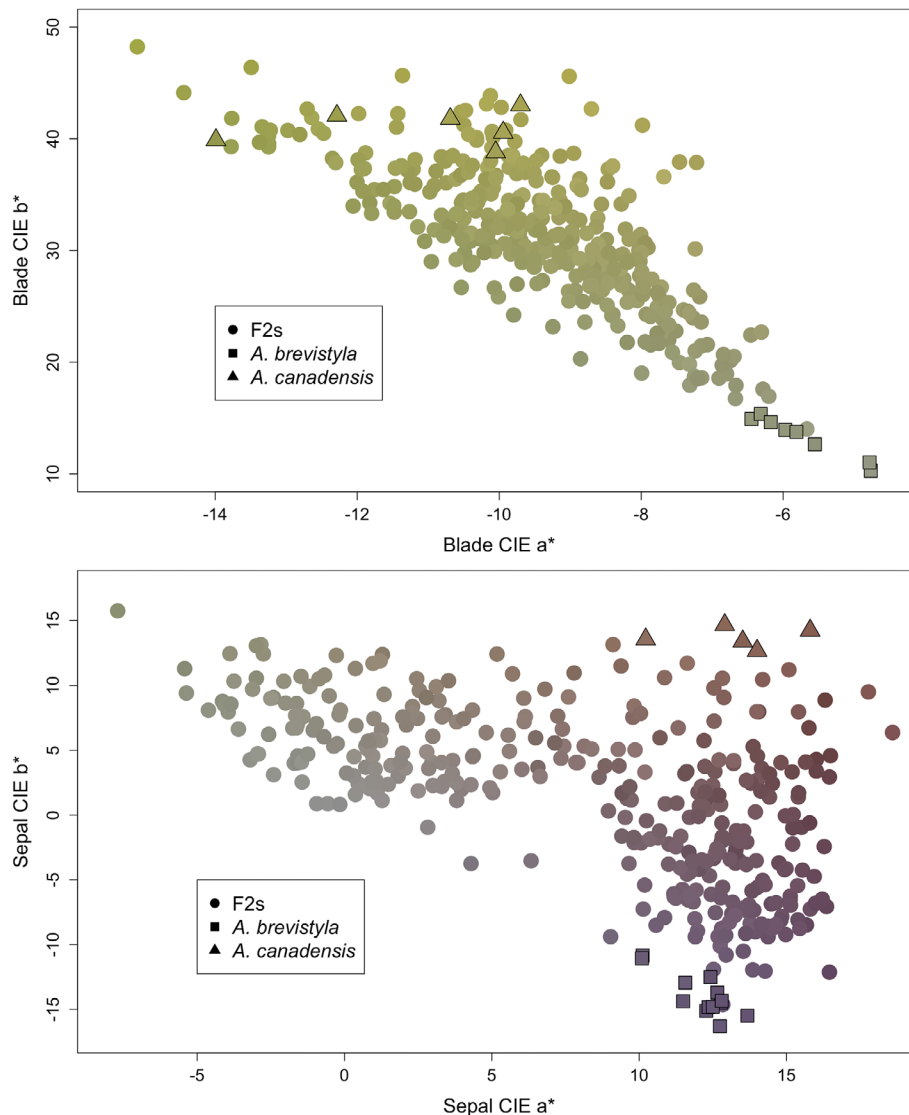 50
40
30
20
10
Blade CIE b*
F2s
A. brevistyla
A. canadensis
-14 -12 -10 -8 -6
Blade CIE a*
15
10
5
0
-5
-10
-15
Sepal CIE b*
F2s
A. brevistyla
A. canadensis
-5 0 5 10 15
Sepal CIE a*